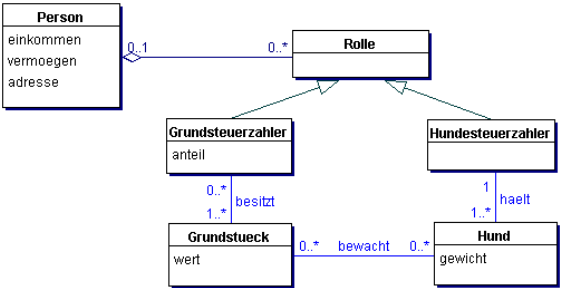 Person
einkommen
vermoegen
adresse
0..1
0..*
Rolle
Grundsteuerzahler
anteil
Hundesteuerzahler
0..*
besitzt
1..*
1
haelt
1..*
Grundstueck
wert
0..*
bewacht
0..*
Hund
gewicht